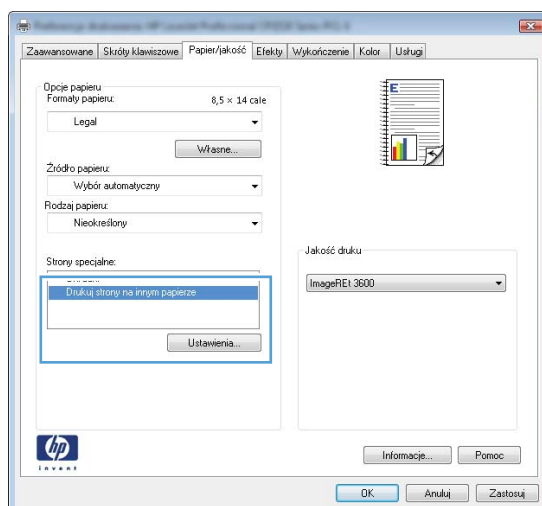 Zaawansowane Skróty klawiszowe Papier/jakość Efekty Wykończenie Kolor Usługi
Opcje papieru
Formaty papieru: 8,5 × 14 cale
Legal
Własne...
Źródło papieru:
Wybór automatyczny
Rodzaj papieru:
Nieokreślony
Strony specjalne:
Drukuj strony na innym papierze
Ustawienia...
E
Jakość druku
ImageREt 3600
hp
invent
Informacje... Pomoc
OK Anuluj Zastosuj